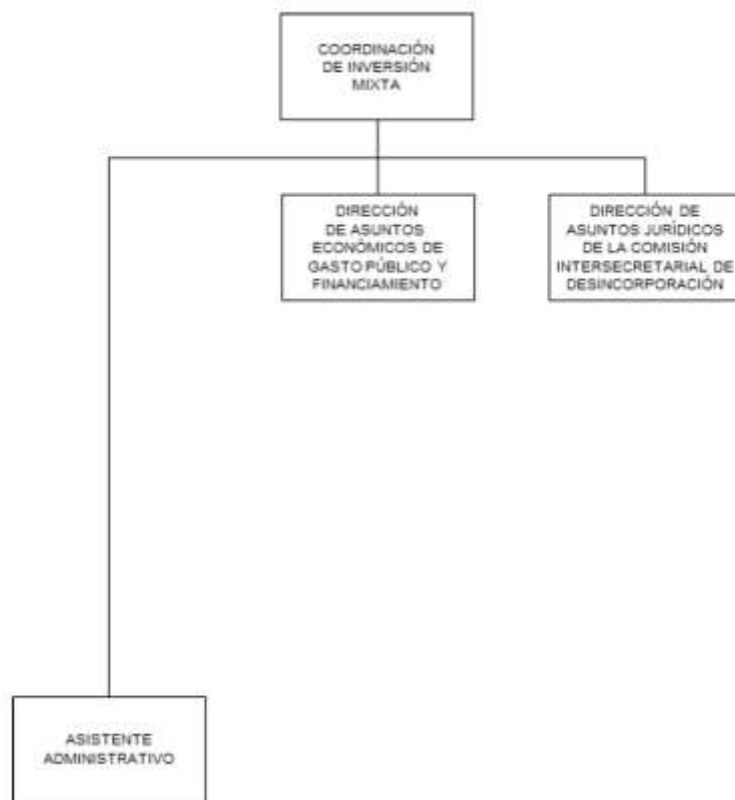 COORDINACIÓN
DE INVERSIÓN
MIXTA
DIRECCIÓN
DE ASUNTOS
ECONÓMICOS DE
GASTO PÚBLICO Y
FINANCIAMIENTO
DIRECCIÓN DE
ASUNTOS JURÍDICOS
DE LA COMISIÓN
INTERSECRETARIAL DE
DESINCORPORACIÓN
ASISTENTE
ADMINISTRATIVO